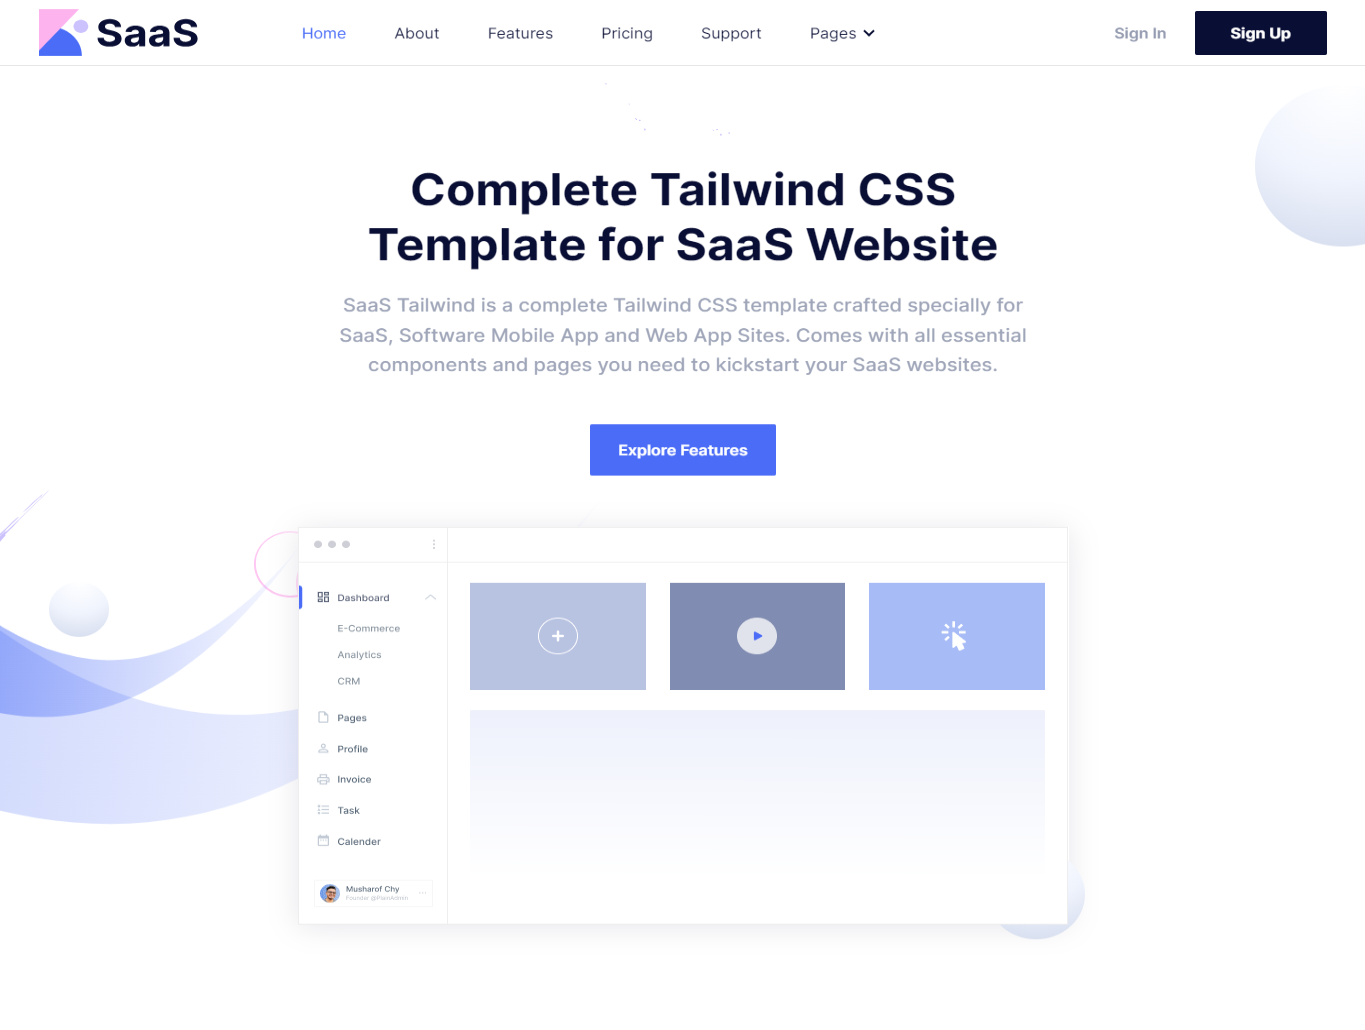 SaaS
Home
About
Features
Pricing
Support
Pages
Sign In
Sign Up
Complete Tailwind CSS
Template for SaaS Website
SaaS Tailwind is a complete Tailwind CSS template crafted specially for
SaaS, Software Mobile App and Web App Sites. Comes with all essential
components and pages you need to kickstart your SaaS websites.
Explore Features
Dashboard
E-Commerce
Analytics
CRM
Pages
Profile
Invoice
Task
Calender
Musharof Chy
Founder @PlainAdmin